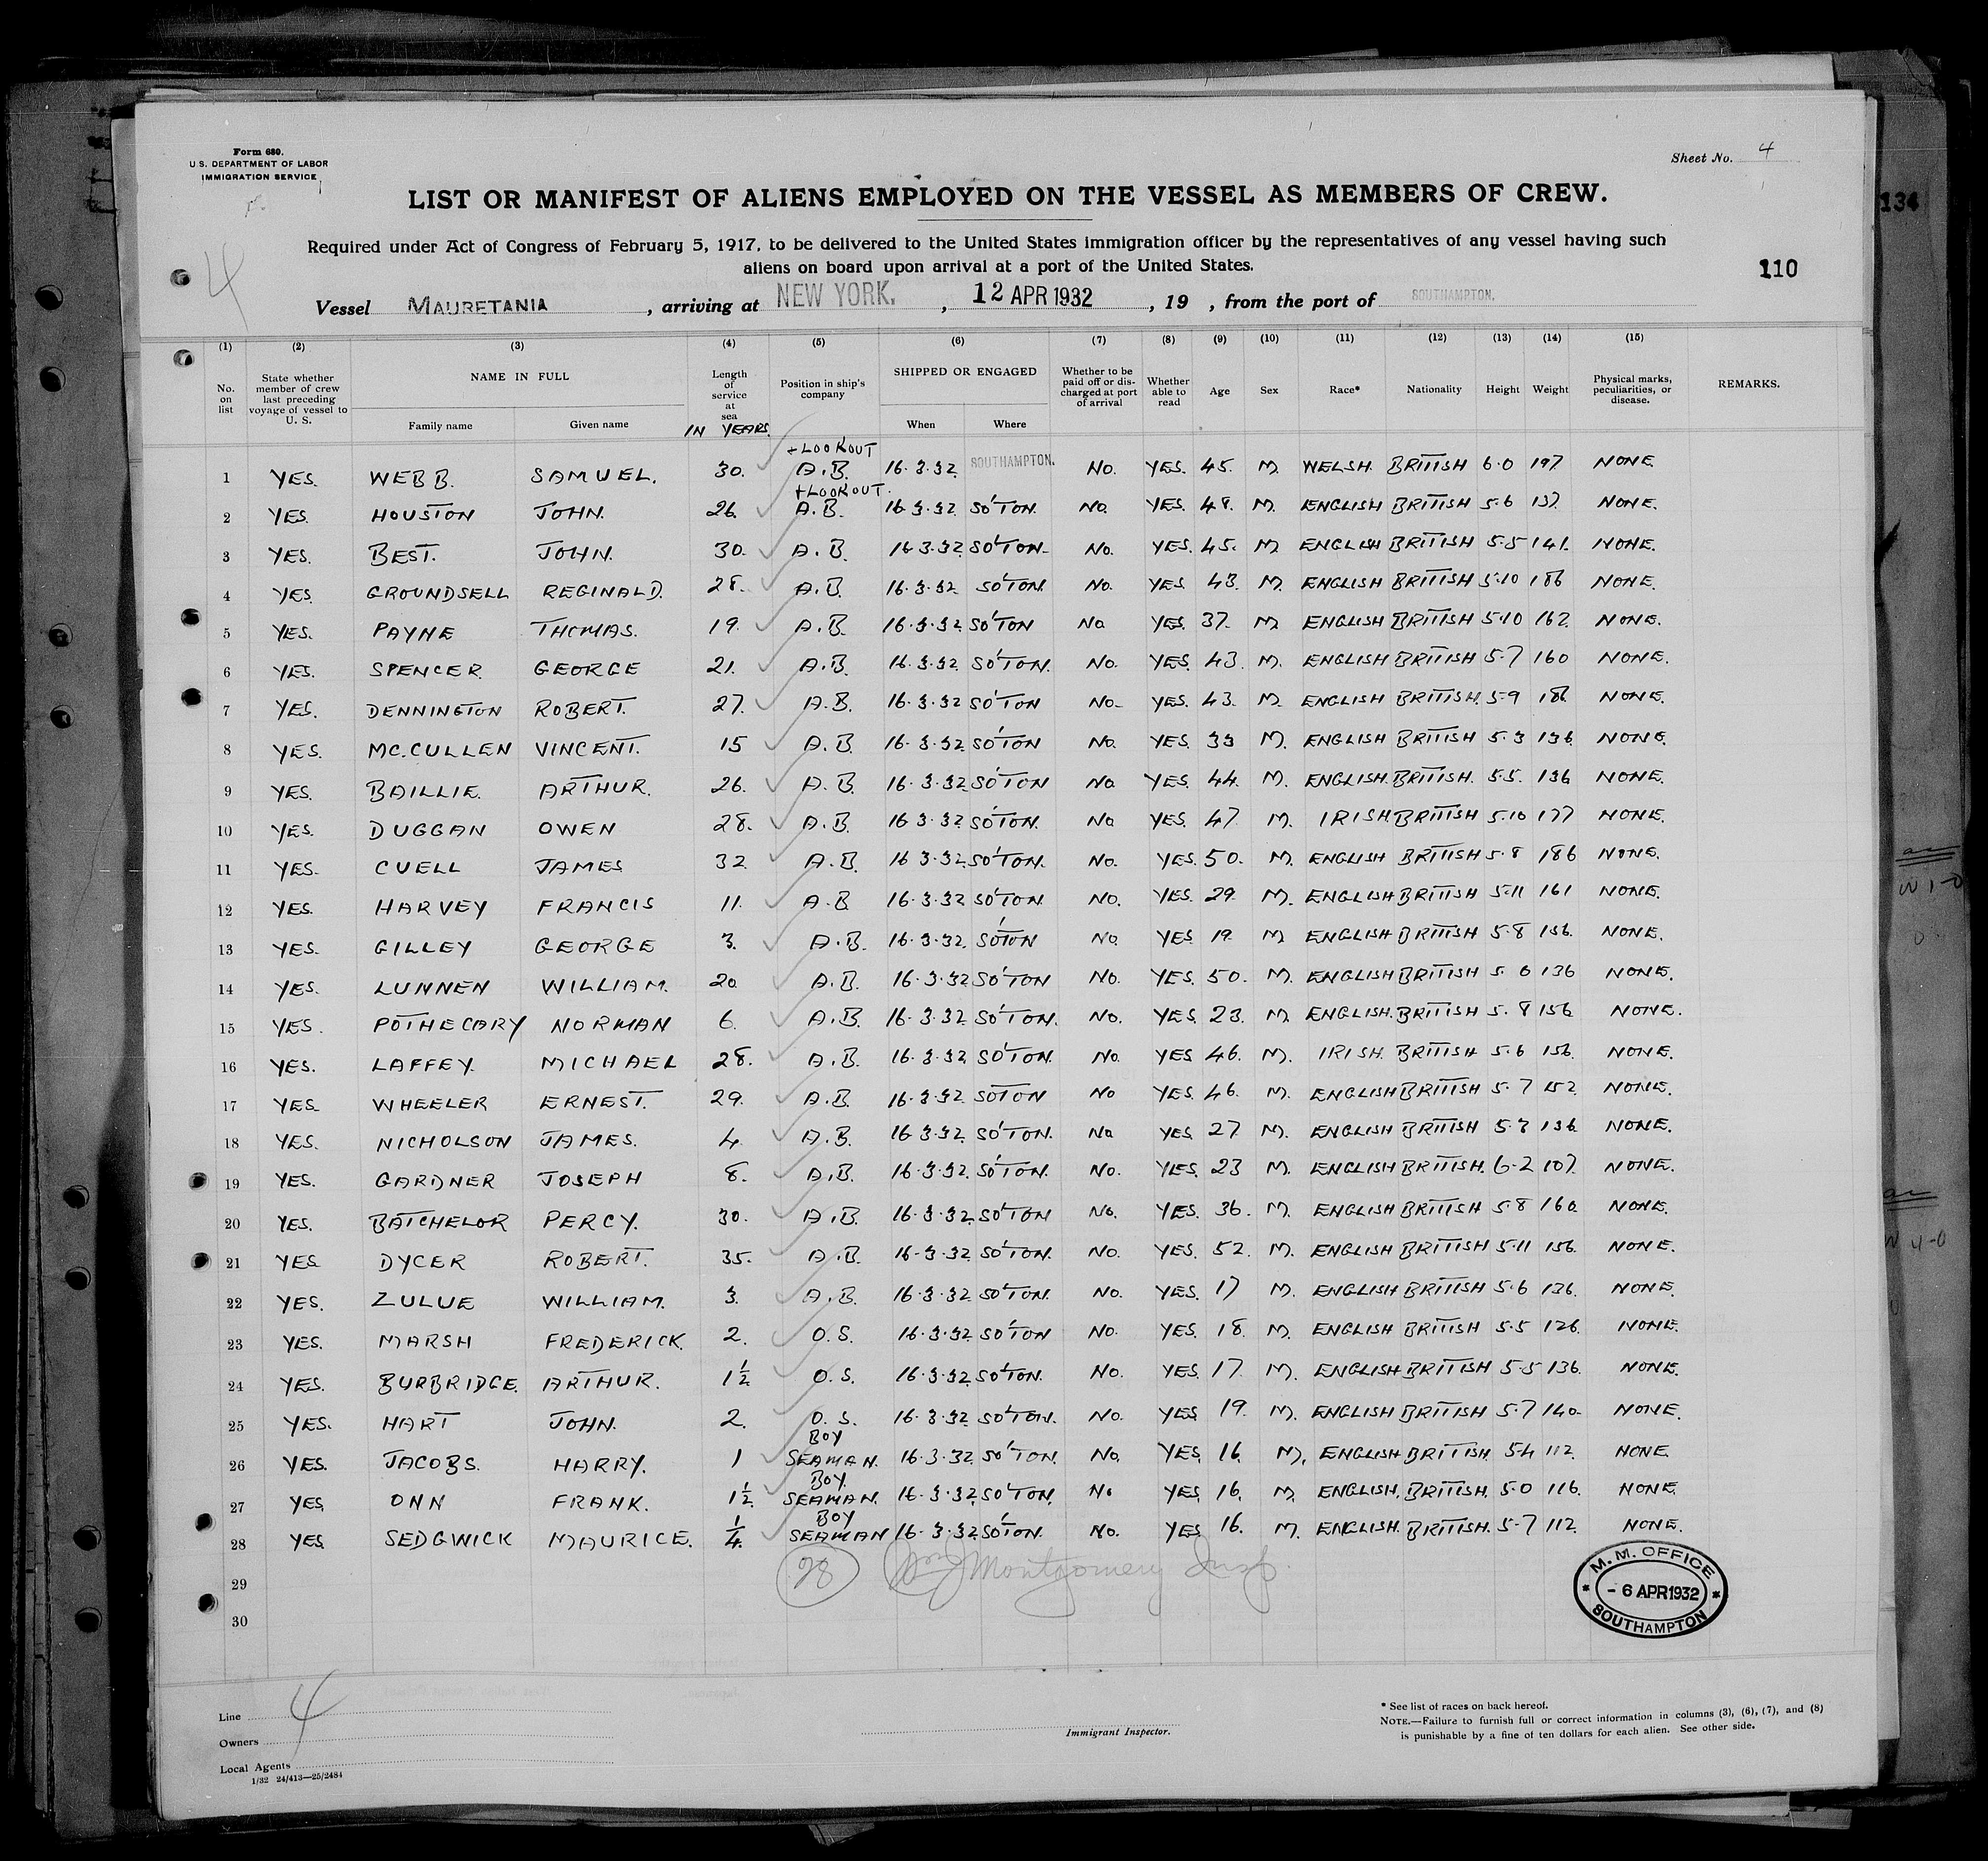 Form 680.
U.S. DEPARTMENT OF LABOR
IMMIGRATION SERVICE
Sheet No. 4
LIST OR MANIFEST OF ALIENS EMPLOYED ON THE VESSEL AS MEMBERS OF CREW.
134
Required under Act of Congress of February 5, 1917, to be delivered to the United States immigration officer by the representatives of any vessel having such
aliens on board upon arrival at a port of the United States.
110
4
Vessel MAURETANIA, arriving at NEW YORK, 12 APR 1932, 19 , from the port of SOUTHAMPTON.
(1) (2) (3) (4) (5) (6) (7) (8) (9) (10) (11) (12) (13) (14) (15)
No. on list State whether member of crew last preceding voyage of vessel to U. S. NAME IN FULL Length of service at sea Position in ship's company SHIPPED OR ENGAGED Whether to be paid off or discharged at port of arrival Whether able to read Age Sex Race* Nationality Height Weight Physical marks, peculiarities, or disease. REMARKS.
Family name Given name IN YEARS. When Where
+LOOKOUT
1 YES. WEBB. SAMUEL. 30. A.B. 16.3.32 SOUTHAMPTON. No. YES. 45. M. WELSH. BRITISH 6.0 197 NONE
+LOOKOUT.
2 YES. HOUSTON JOHN. 26. A.B. 16.3.32 SO'TON. No. YES. 48. M. ENGLISH BRITISH 5.6 137. NONE.
3 YES. BEST. JOHN. 30. A.B. 16 3.32 SO'TON. No. YES. 45. M ENGLISH BRITISH 5.5 141. NONE.
4 YES GROUNDSELL REGINALD. 28. A.B. 16.3.32 SO'TON. No. YES 43. M. ENGLISH BRITISH 5.10 186 NONE.
5 YES. PAYNE THOMAS. 19. A.B. 16.3.32 SO'TON No YES. 37. M ENGLISH BRITISH 5.10 162. NONE.
6 YES. SPENCER. GEORGE 21. A.B. 16.3.32 SO'TON. No. YES. 43. M. ENGLISH BRITISH 5.7 160 NONE.
7 YES. DENNINGTON ROBERT. 27. A.B. 16.3.32 SO'TON No YES. 43. M. ENGLISH BRITISH. 5.9 186 NONE.
8 YES. MC.CULLEN VINCENT. 15 A.B. 16.3.32 SO'TON No. YES. 33 M. ENGLISH BRITISH 5.3 136. NONE.
9 YES. BAILLIE. ARTHUR. 26. A.B. 16.3.32 SO'TON No YES. 44. M. ENGLISH. BRITISH. 5.5. 136 NONE.
10 YES. DUGGAN OWEN 28. A.B. 16 3.32 SO'TON. No YES. 47 M. IRISH. BRITISH 5.10 177 NONE.
11 YES. CUELL JAMES 32 A.B. 16 3.32 SO'TON. No. YES. 50. M. ENGLISH BRITISH 5.8 186 NONE.
12 YES. HARVEY FRANCIS 11. A.B 16.3.32 SO'TON NO. YES. 29. M. ENGLISH BRITISH 5.11 161 NONE.
13 YES. GILLEY GEORGE 3. A.B. 16.3.32 SO'TON No YES 19 M ENGLISH BRITISH 5.8 156. NONE.
14 YES. LUNNEN WILLIAM. 20. A.B. 16.3.32 SO'TON NO. YES. 50. M. ENGLISH BRITISH 5.6 136 NONE.
15 YES. POTHECARY NORMAN 6. A.B. 16.3.32 SO'TON. No. YES. 23. M ENGLISH. BRITISH 5.8 156 NONE.
16 YES. LAFFEY. MICHAEL 28. A.B. 16.3.32 SO'TON. No. YES 46. M. IRISH. BRITISH 5.6 156. NONE.
17 YES. WHEELER ERNEST. 29. A.B. 16.3.32 SO'TON No YES. 46. M. ENGLISH BRITISH 5.7 152. NONE.
18 YES. NICHOLSON JAMES. 4. A.B. 16.3.32 SO'TON. No YES 27 M. ENGLISH BRITISH 136. NONE.
19 YES. GARDNER JOSEPH 8. A.B. 16.3.32 SO'TON. No. YES. 23 M. ENGLISH BRITISH. 6.2 NONE.
20 YES. BATCHELOR PERCY. 30. A.B. 16.3.32 SO'TON No. YES. 36. M. ENGLISH BRITISH 5.8 160. NONE.
21 YES DYCER ROBERT. 35. A.B. 16.3.32 SO'TON. No. YES. 52. M. ENGLISH BRITISH 5.11 156. NONE.
22 YES. ZULUE WILLIAM. 3. A.B. 16.3.32 SO'TON. No. YES. 17 M. ENGLISH BRITISH 5.6 136. NONE.
23 YES. MARSH FREDERICK. 2. O.S. 16.3.32 SO'TON No. YES. 18. M. ENGLISH BRITISH 5.5 126. NONE.
24 YES. BURBRIDGE. ARTHUR. 1½ O.S. 16.3.32 SO'TON. No. YES. 17. M. ENGLISH BRITISH 5.5 136. NONE.
25 YES. HART JOHN. 2. O.S. 16.3.32 SO'TON. No. YES 19. M. ENGLISH BRITISH 5.7 140. NONE.
BOY
26 YES. JACOBS. HARRY. 1 SEAMAN. 16.3.32 SO'TON. No. YES 16. M. ENGLISH BRITISH. 5.4 112. NONE
BOY.
27 YES. ONN FRANK. 1½ SEAMAN. 16.3.32 SO'TON. No YES. 16. M. ENGLISH. BRITISH. 5.0 116. NONE.
BOY
28 YES SEDGWICK MAURICE. ¼ SEAMAN 16.3.32 SO'TON. No. YES 16. M. ENGLISH. BRITISH. 5.7 112. NONE.
28 Montgomery Insp.
29
30
M.M. OFFICE
- 6 APR 1932
SOUTHAMPTON
4
Line
Owners
Local Agents
1/32 24/413—25/2484
Immigrant Inspector.
* See list of races on back hereof.
NOTE.—Failure to furnish full or correct information in columns (3), (6), (7), and (8)
is punishable by a fine of ten dollars for each alien. See other side.